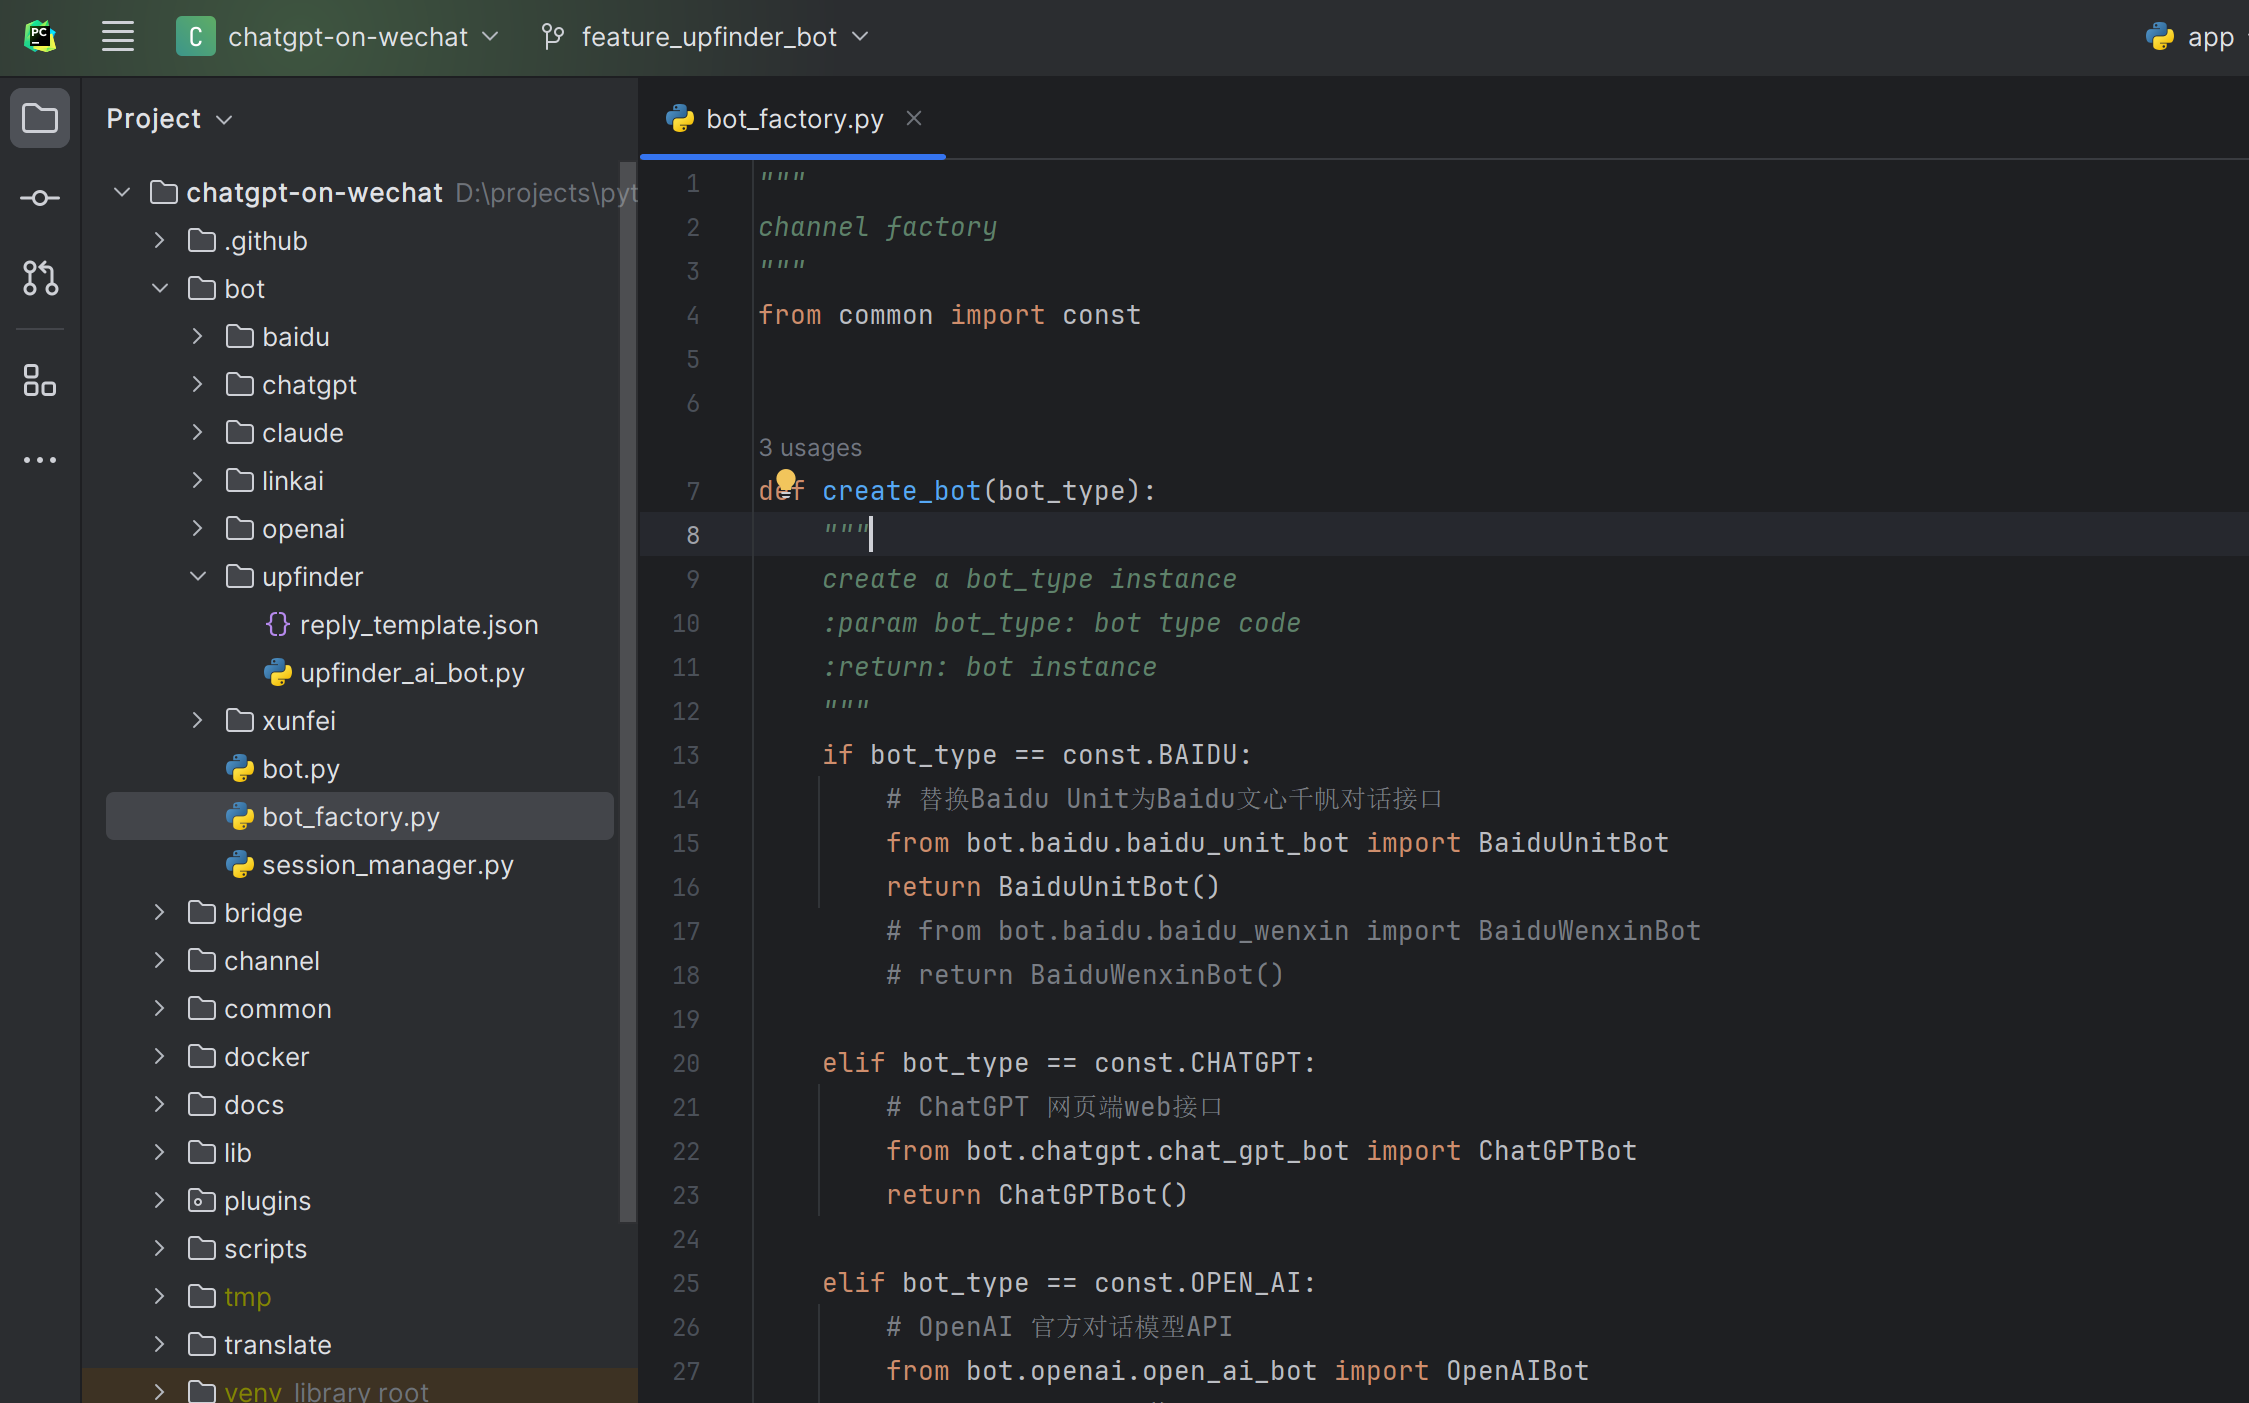 PC
C chatgpt-on-wechat feature_upfinder_bot app
Project
chatgpt-on-wechat D:\projects\pyt
.github
bot
baidu
chatgpt
claude
linkai
openai
upfinder
reply_template.json
upfinder_ai_bot.py
xunfei
bot.py
bot_factory.py
session_manager.py
bridge
channel
common
docker
docs
lib
plugins
scripts
tmp
translate
venv library root
bot_factory.py
1 """
2 channel factory
3 """
4 from common import const
5
6
3 usages
7 def create_bot(bot_type):
8 """
9 create a bot_type instance
10 :param bot_type: bot type code
11 :return: bot instance
12 """
13 if bot_type == const.BAIDU:
14 # 替换Baidu Unit为Baidu文心千帆对话接口
15 from bot.baidu.baidu_unit_bot import BaiduUnitBot
16 return BaiduUnitBot()
17 # from bot.baidu.baidu_wenxin import BaiduWenxinBot
18 # return BaiduWenxinBot()
19
20 elif bot_type == const.CHATGPT:
21 # ChatGPT 网页端web接口
22 from bot.chatgpt.chat_gpt_bot import ChatGPTBot
23 return ChatGPTBot()
24
25 elif bot_type == const.OPEN_AI:
26 # OpenAI 官方对话模型API
27 from bot.openai.open_ai_bot import OpenAIBot